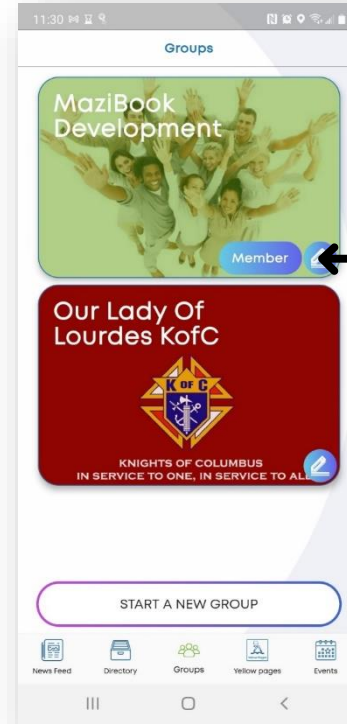 11:30
Groups
MaziBook
Development
Member
Our Lady Of
Lourdes KofC
K OF C
KNIGHTS OF COLUMBUS
IN SERVICE TO ONE, IN SERVICE TO ALL
START A NEW GROUP
News Feed
Directory
Groups
Yellow pages
Events